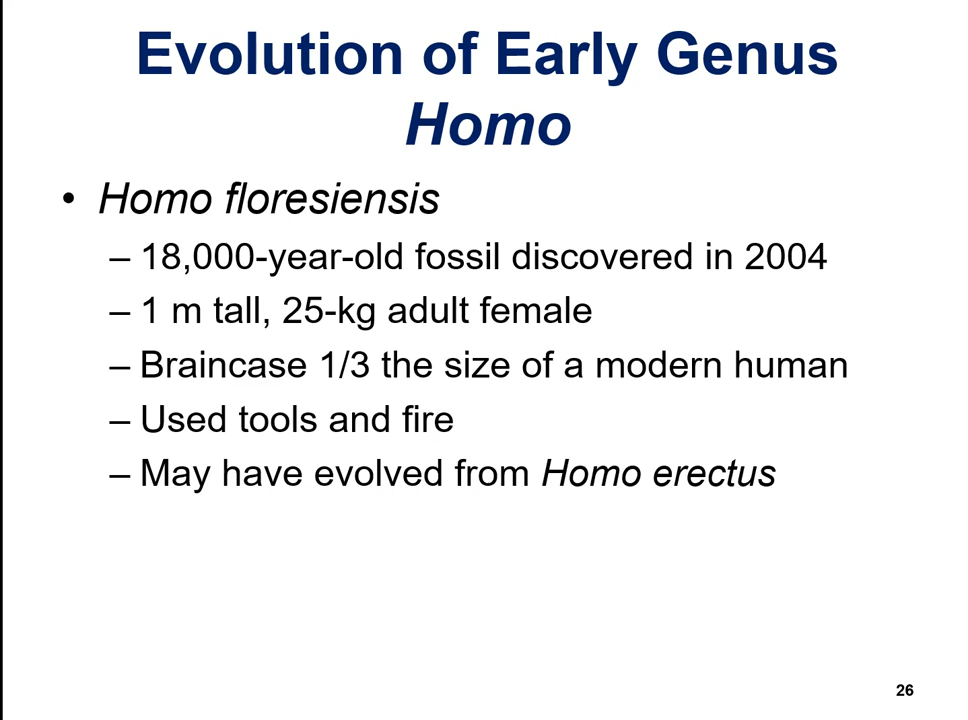 Evolution of Early Genus
Homo
• Homo floresiensis
– 18,000-year-old fossil discovered in 2004
– 1 m tall, 25-kg adult female
– Braincase 1/3 the size of a modern human
– Used tools and fire
– May have evolved from Homo erectus
26